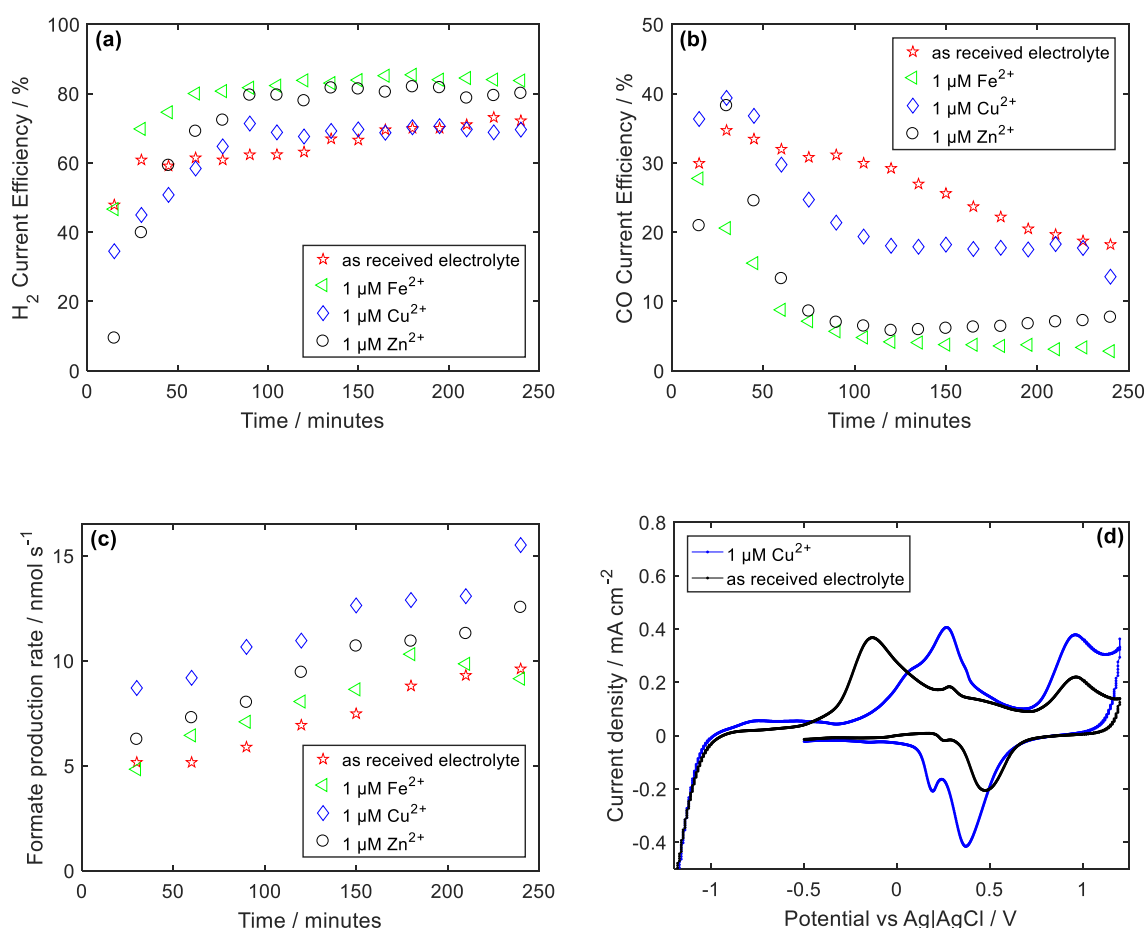 (a)
H2 Current Efficiency / %
100
80
60
40
20
0
as received electrolyte
1 µM Fe2+
1 µM Cu2+
1 µM Zn2+
0 50 100 150 200 250
Time / minutes
(b)
CO Current Efficiency / %
50
40
30
20
10
0
as received electrolyte
1 µM Fe2+
1 µM Cu2+
1 µM Zn2+
0 50 100 150 200 250
Time / minutes
(c)
Formate production rate / nmol s-1
15
10
5
0
as received electrolyte
1 µM Fe2+
1 µM Cu2+
1 µM Zn2+
0 50 100 150 200 250
Time / minutes
(d)
Current density / mA cm-2
0.8
0.6
0.4
0.2
0
-0.2
-0.4
1 µM Cu2+
as received electrolyte
-1 -0.5 0 0.5 1
Potential vs Ag|AgCl / V